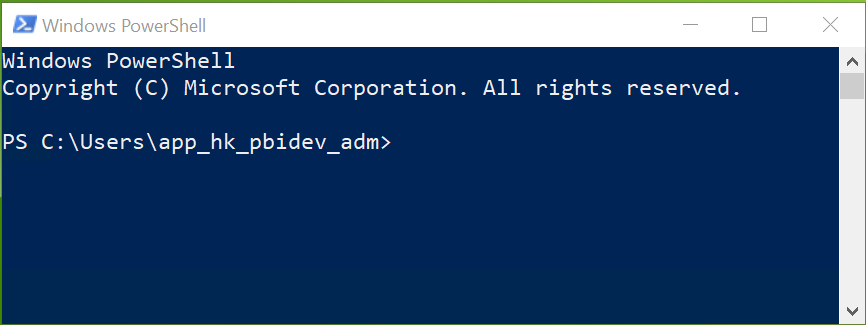 Windows PowerShell
Windows PowerShell
Copyright (C) Microsoft Corporation. All rights reserved.
PS C:\Users\app_hk_pbidev_adm>